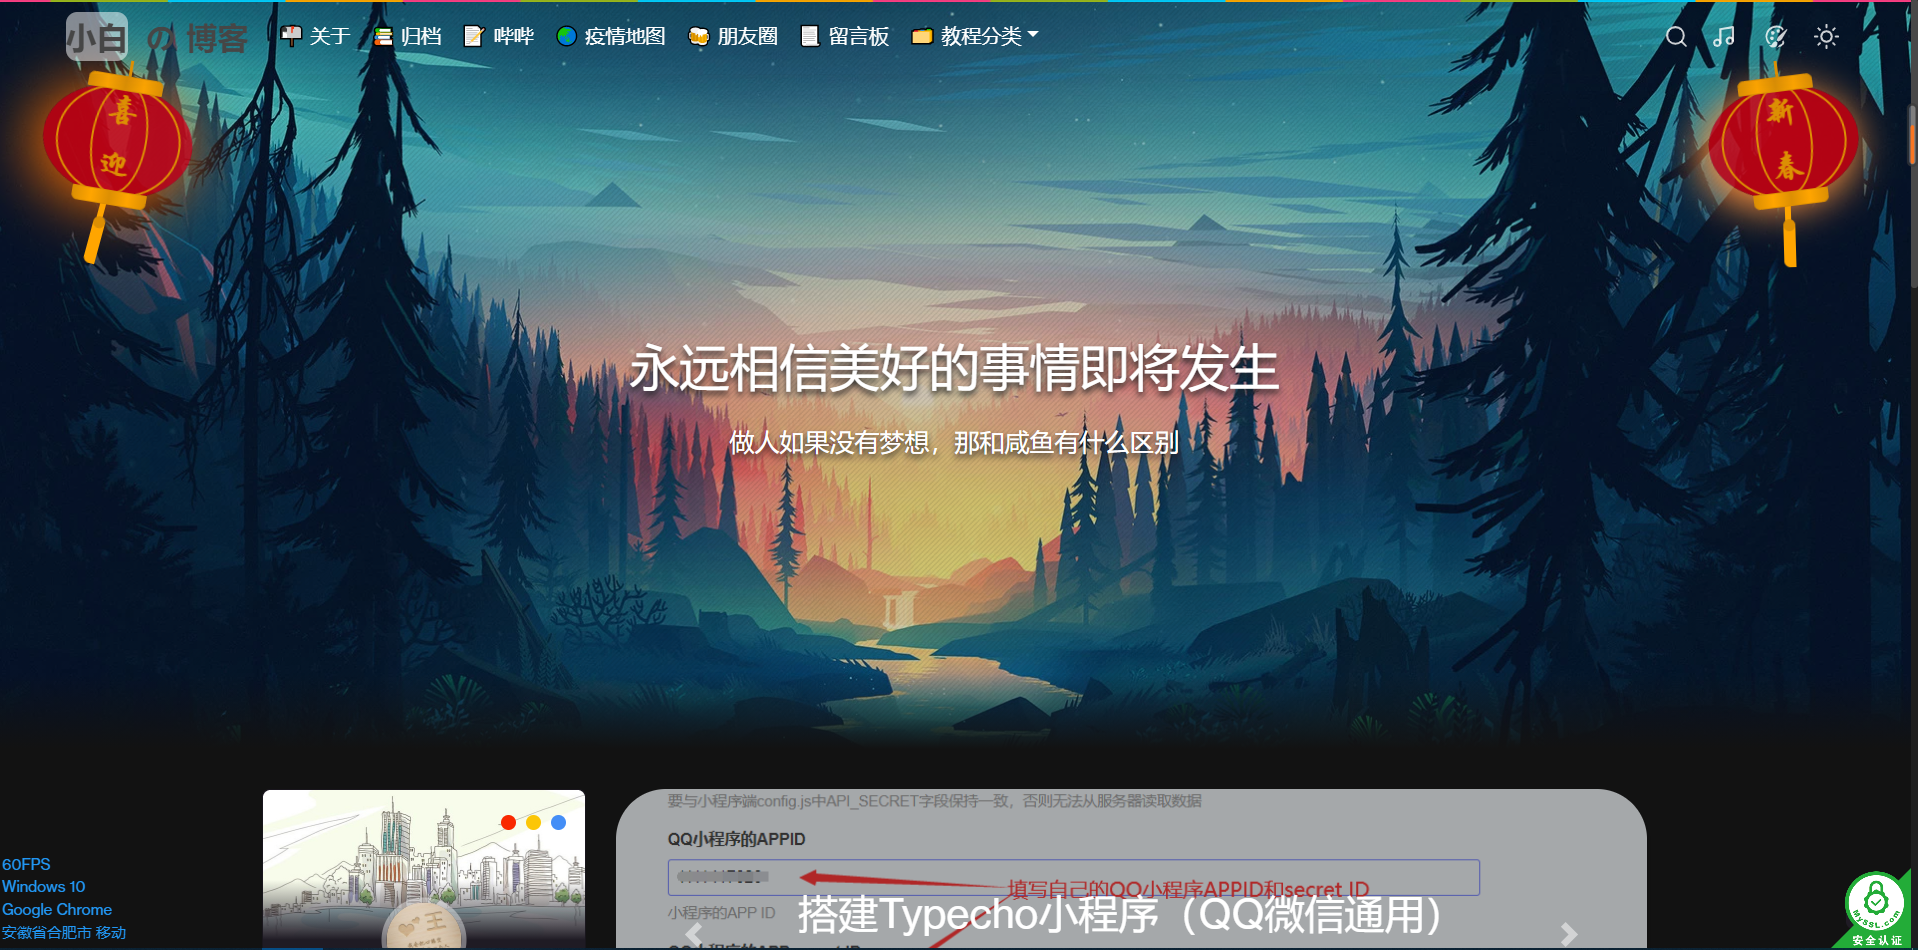 小白 の 博客
关于
归档
哔哔
疫情地图
朋友圈
留言板
教程分类
喜
迎
新
春
永远相信美好的事情即将发生
做人如果没有梦想，那和咸鱼有什么区别
要与小程序端config.js中API_SECRET字段保持一致，否则无法从服务器读取数据
QQ小程序的APPID
填写自己的QQ小程序APPID和secret ID
小程序的APP ID
搭建Typecho小程序（QQ微信通用）
王
60FPS
Windows 10
Google Chrome
安徽省合肥市 移动
MySSL.com
安全认证